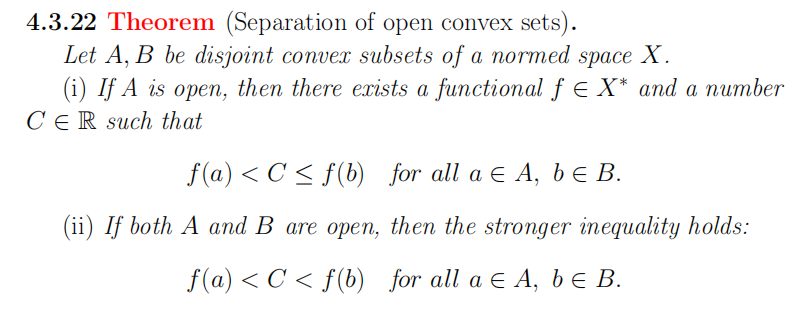 4.3.22 Theorem (Separation of open convex sets).
Let A, B be disjoint convex subsets of a normed space X.
(i) If A is open, then there exists a functional f ∈ X* and a number
C ∈ ℝ such that
f(a) < C ≤ f(b) for all a ∈ A, b ∈ B.
(ii) If both A and B are open, then the stronger inequality holds:
f(a) < C < f(b) for all a ∈ A, b ∈ B.